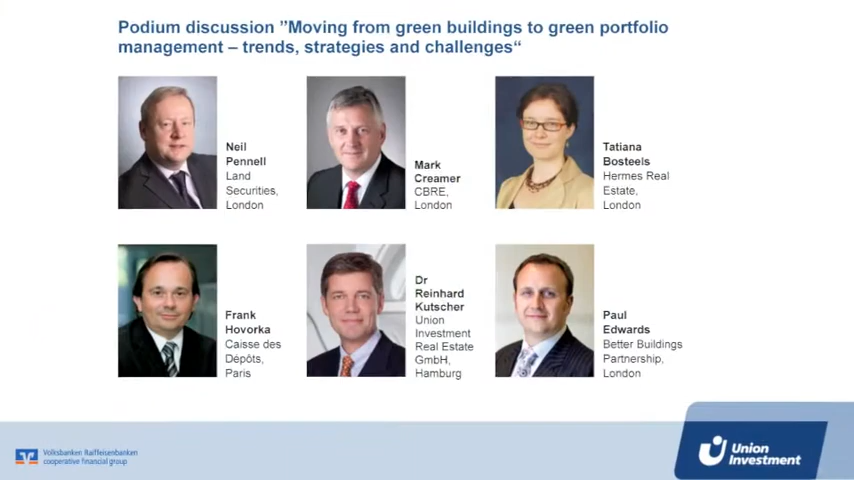 Podium discussion ”Moving from green buildings to green portfolio
management – trends, strategies and challenges“
Neil
Pennell
Land
Securities,
London
Mark
Creamer
CBRE,
London
Tatiana
Bosteels
Hermes Real
Estate,
London
Frank
Hovorka
Caisse des
Dépôts,
Paris
Dr
Reinhard
Kutscher
Union
Investment
Real Estate
GmbH,
Hamburg
Paul
Edwards
Better Buildings
Partnership,
London
Volksbanken Raiffeisenbanken
cooperative financial group
Union
Investment